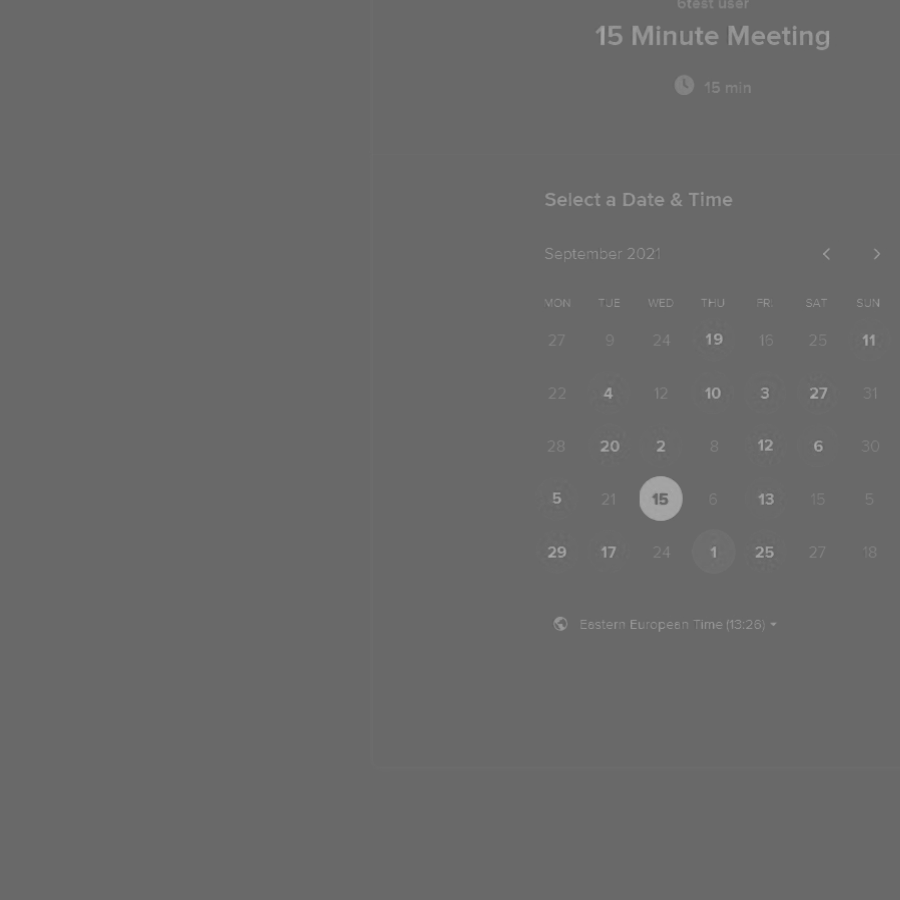 6test user
15 Minute Meeting
15 min
Select a Date & Time
September 2021
MON TUE WED THU FRI SAT SUN
27 9 24 19 16 25 11
22 4 12 10 3 27 31
28 20 2 8 12 6 30
5 21 15 6 13 15 5
29 17 24 1 25 27 18
Eastern European Time (13:26)